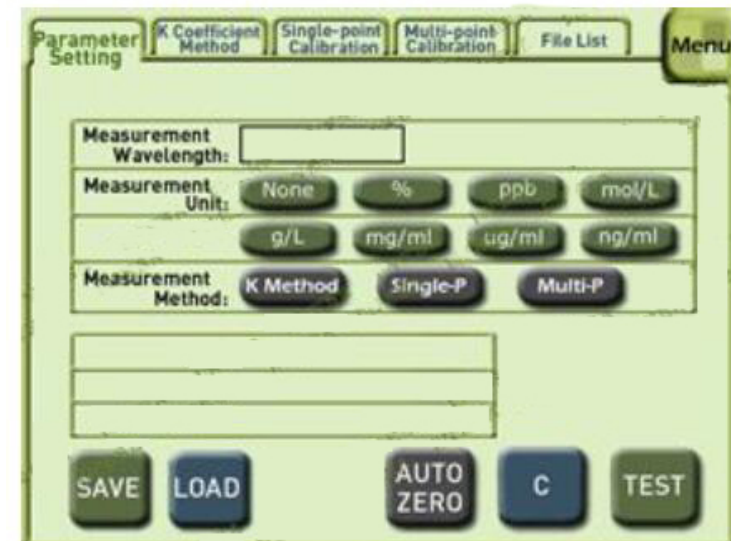 Parameter Setting
K Coefficient Method
Single-point Calibration
Multi-point Calibration
File List
Menu
Measurement Wavelength:
Measurement Unit:
None % ppb mol/L
g/L mg/ml ug/ml ng/ml
Measurement Method:
K Method Single-P Multi-P
SAVE LOAD AUTO ZERO C TEST